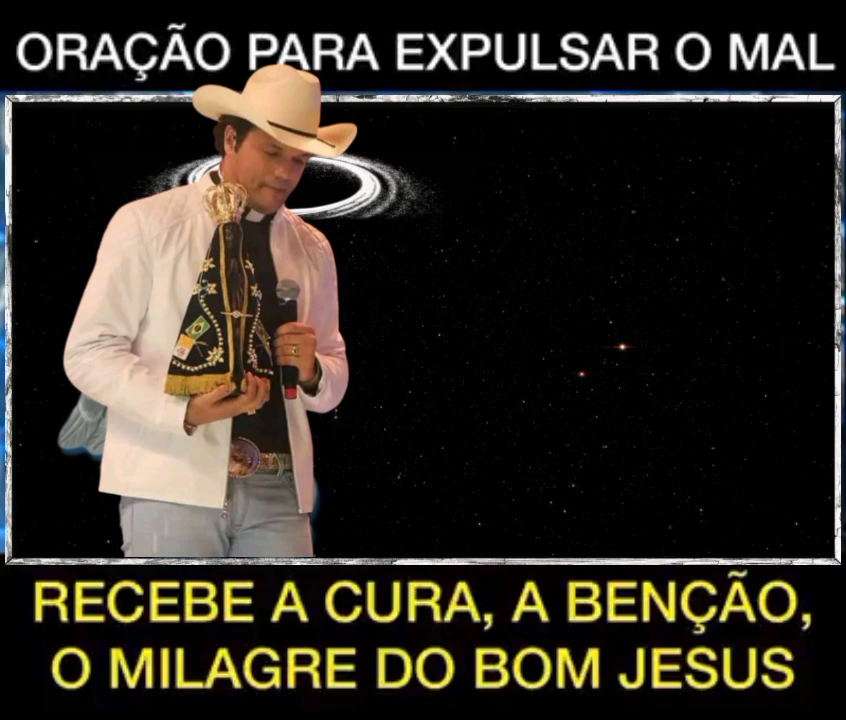 ORAÇÃO PARA EXPULSAR O MAL
RECEBE A CURA, A BENÇÃO,
O MILAGRE DO BOM JESUS